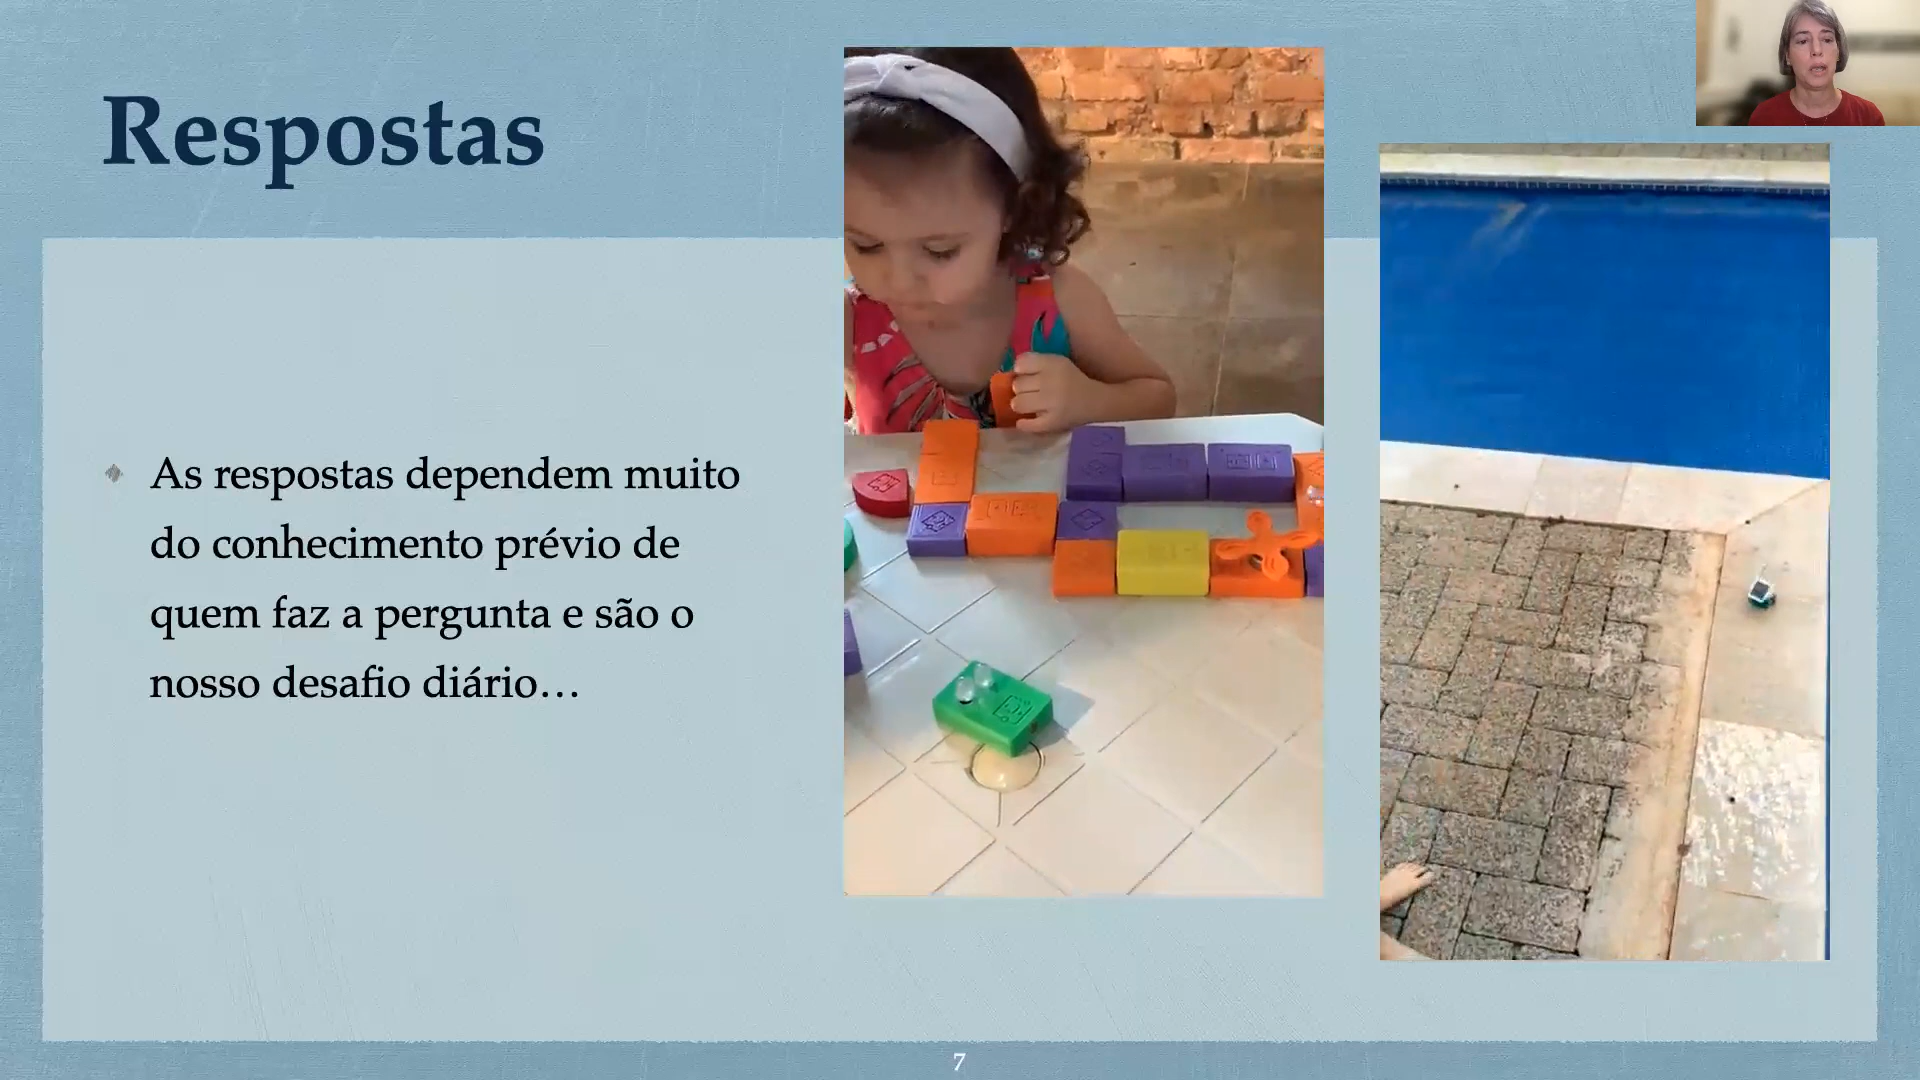 Respostas
As respostas dependem muito
do conhecimento prévio de
quem faz a pergunta e são o
nosso desafio diário…
7